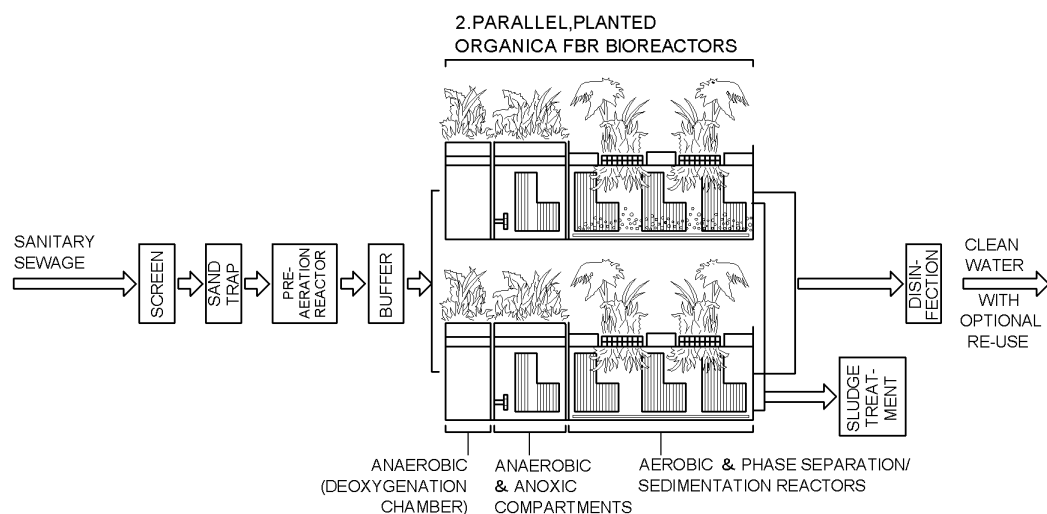 2.PARALLEL,PLANTED
ORGANICA FBR BIOREACTORS
SANITARY
SEWAGE
SCREEN
SAND
TRAP
PRE-
AERATION
REACTOR
BUFFER
DISIN-
FECTION
CLEAN
WATER
WITH
OPTIONAL
RE-USE
SLUDGE
TREAT-
MENT
ANAEROBIC
(DEOXYGENATION
CHAMBER)
ANAEROBIC
& ANOXIC
COMPARTMENTS
AEROBIC & PHASE SEPARATION/
SEDIMENTATION REACTORS